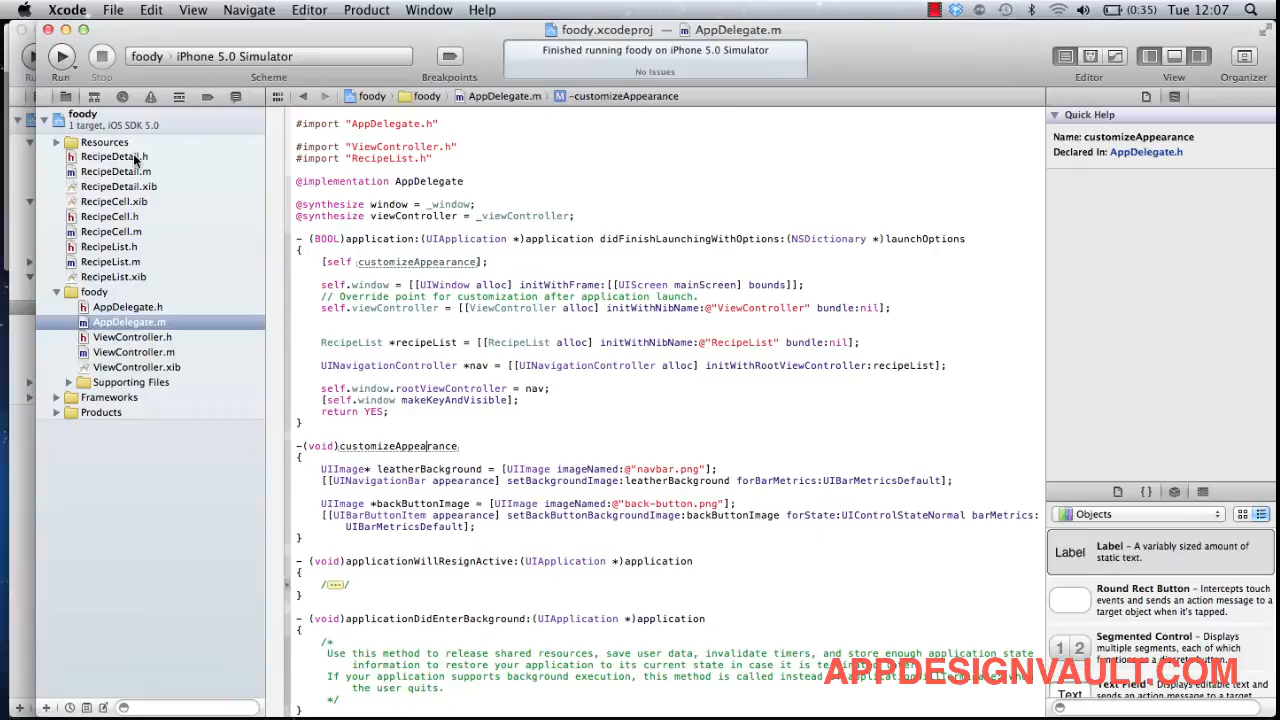 Xcode File Edit View Navigate Editor Product Window Help (0:35) Tue 12:07
foody.xcodeproj — AppDelegate.m
foody iPhone 5.0 Simulator
Finished running foody on iPhone 5.0 Simulator
No Issues
Run Stop Scheme Breakpoints Editor View Organizer
foody foody AppDelegate.m -customizeAppearance
foody
1 target, iOS SDK 5.0
Resources
RecipeDetail.h
RecipeDetail.m
RecipeDetail.xib
RecipeCell.xib
RecipeCell.h
RecipeCell.m
RecipeList.h
RecipeList.m
RecipeList.xib
foody
AppDelegate.h
AppDelegate.m
ViewController.h
ViewController.m
ViewController.xib
Supporting Files
Frameworks
Products
#import "AppDelegate.h"
#import "ViewController.h"
#import "RecipeList.h"
@implementation AppDelegate
@synthesize window = _window;
@synthesize viewController = _viewController;
- (BOOL)application:(UIApplication *)application didFinishLaunchingWithOptions:(NSDictionary *)launchOptions
{
[self customizeAppearance];
self.window = [[UIWindow alloc] initWithFrame:[[UIScreen mainScreen] bounds]];
// Override point for customization after application launch.
self.viewController = [[ViewController alloc] initWithNibName:@"ViewController" bundle:nil];
RecipeList *recipeList = [[RecipeList alloc] initWithNibName:@"RecipeList" bundle:nil];
UINavigationController *nav = [[UINavigationController alloc] initWithRootViewController:recipeList];
self.window.rootViewController = nav;
[self.window makeKeyAndVisible];
return YES;
}
-(void)customizeAppearance
{
UIImage* leatherBackground = [UIImage imageNamed:@"navbar.png"];
[[UINavigationBar appearance] setBackgroundImage:leatherBackground forBarMetrics:UIBarMetricsDefault];
UIImage *backButtonImage = [UIImage imageNamed:@"back-button.png"];
[[UIBarButtonItem appearance] setBackButtonBackgroundImage:backButtonImage forState:UIControlStateNormal barMetrics:
UIBarMetricsDefault];
}
- (void)applicationWillResignActive:(UIApplication *)application
{
/…/
}
- (void)applicationDidEnterBackground:(UIApplication *)application
{
/*
Use this method to release shared resources, save user data, invalidate timers, and store enough application state
information to restore your application to its current state in case it is
If your application supports background execution, this method is called instead
the user quits.
*/
Quick Help
Name: customizeAppearance
Declared In: AppDelegate.h
Objects
Label
Label – A variably sized amount of
static text.
Round Rect Button – Intercepts touch
events and sends an action message to a
target object when it's tapped.
1 2
Segmented Control – Displays
multiple segments, each of which
Text
APPDESIGNVAULT.COM